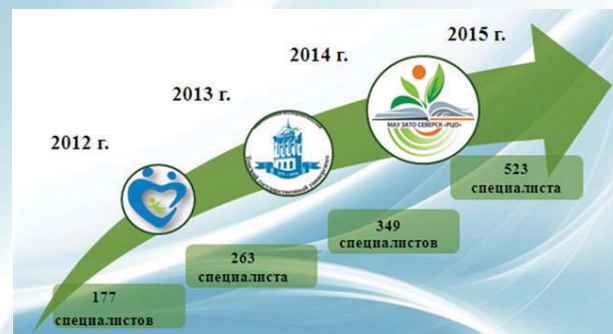 2015 г.
2014 г.
2013 г.
2012 г.
МАУ ЗАТО СЕВЕРСК «РЦО»
523
специалиста
349
специалистов
263
специалиста
177
специалистов